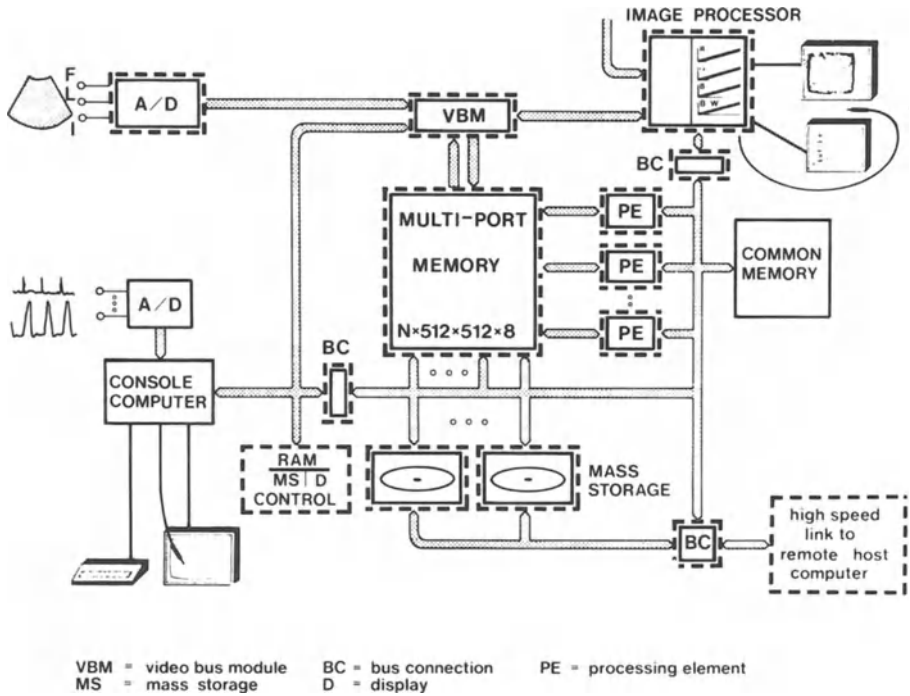 IMAGE PROCESSOR
R
B
B W
F
L
I
A/D
VBM
BC
MULTI-PORT
MEMORY
N×512×512×8
PE
PE
PE
COMMON
MEMORY
A/D
BC
CONSOLE
COMPUTER
RAM
MS | D
CONTROL
MASS
STORAGE
BC
high speed
link to
remote host
computer
VBM = video bus module BC = bus connection PE = processing element
MS = mass storage D = display